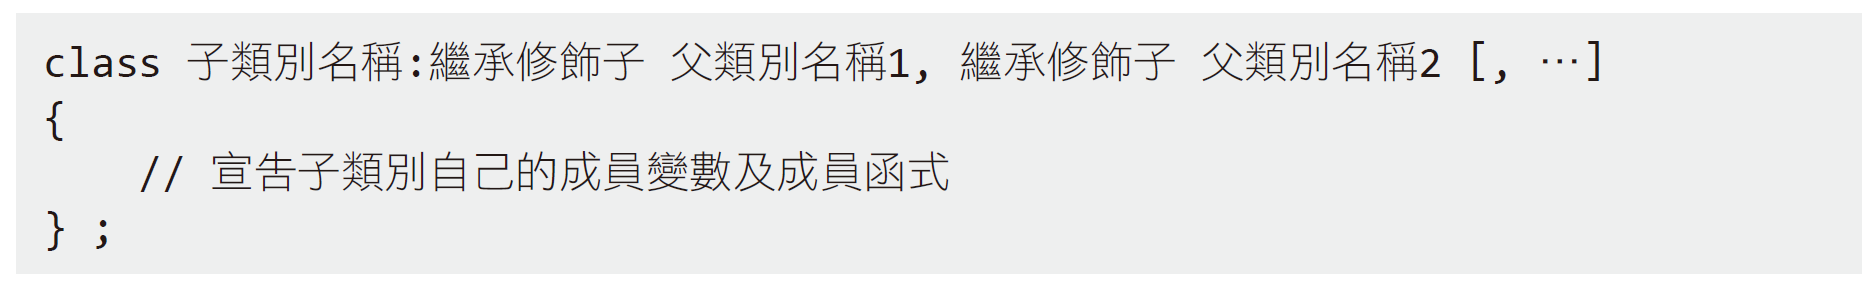 class 子類別名稱:繼承修飾子 父類別名稱1, 繼承修飾子 父類別名稱2 [, …]
{
    // 宣告子類別自己的成員變數及成員函式
} ;